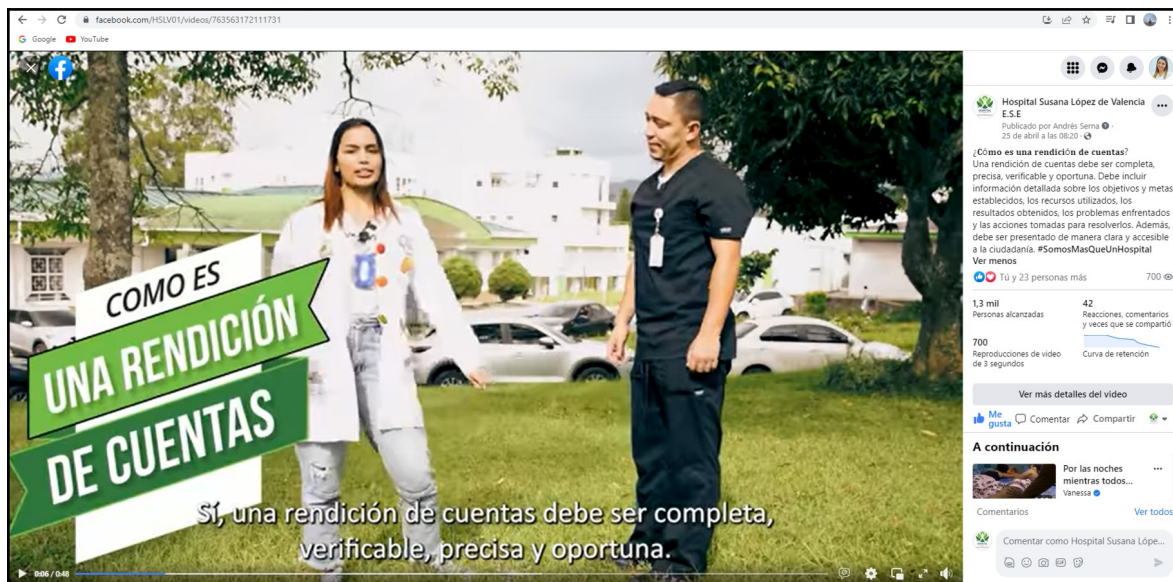 facebook.com/HSLV01/videos/763563172111731
Google YouTube
COMO ES
UNA RENDICIÓN
DE CUENTAS
Sí, una rendición de cuentas debe ser completa,
verificable, precisa y oportuna.
0:06 / 0:48
Hospital Susana López de Valencia
E.S.E
Publicado por Andrés Serna
25 de abril a las 08:20 ·
¿Cómo es una rendición de cuentas?
Una rendición de cuentas debe ser completa,
precisa, verificable y oportuna. Debe incluir
información detallada sobre los objetivos y metas
establecidos, los recursos utilizados, los
resultados obtenidos, los problemas enfrentados
y las acciones tomadas para resolverlos. Además,
debe ser presentado de manera clara y accesible
a la ciudadanía. #SomosMasQueUnHospital
Ver menos
Tú y 23 personas más 700
1,3 mil
Personas alcanzadas
42
Reacciones, comentarios
y veces que se compartió
700
Reproducciones de video
de 3 segundos
Curva de retención
Ver más detalles del video
Me gusta
Comentar
Compartir
A continuación
Por las noches
mientras todos...
Vanessa
Comentarios Ver todos
Comentar como Hospital Susana Lópe...